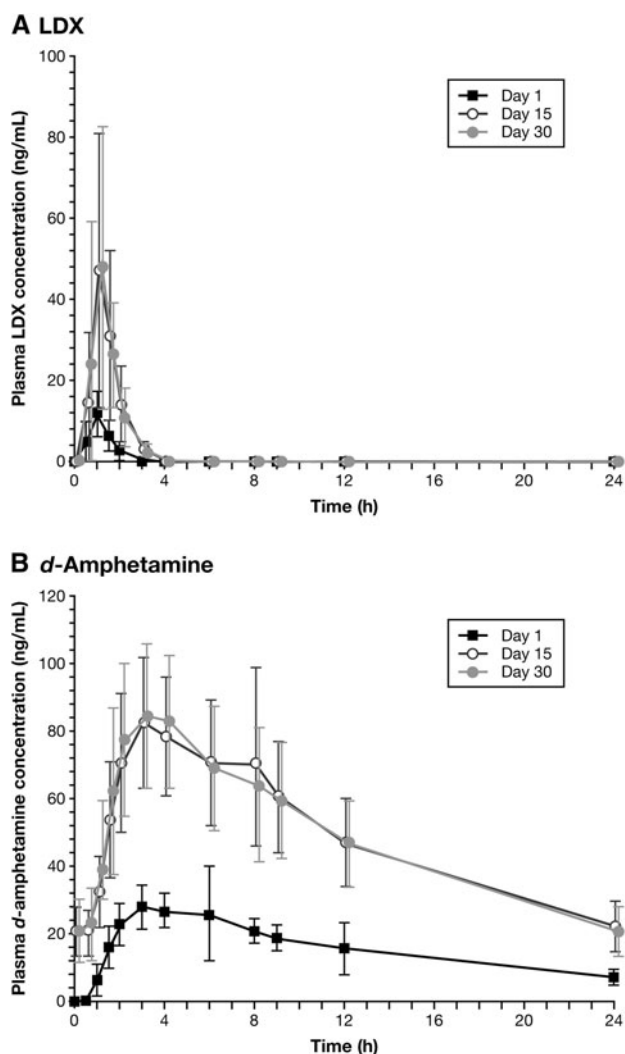 A LDX
100
80
60
40
20
0
Plasma LDX concentration (ng/mL)
Day 1
Day 15
Day 30
0 4 8 12 16 20 24
Time (h)
B d-Amphetamine
120
100
80
60
40
20
0
Plasma d-amphetamine concentration (ng/mL)
Day 1
Day 15
Day 30
0 4 8 12 16 20 24
Time (h)